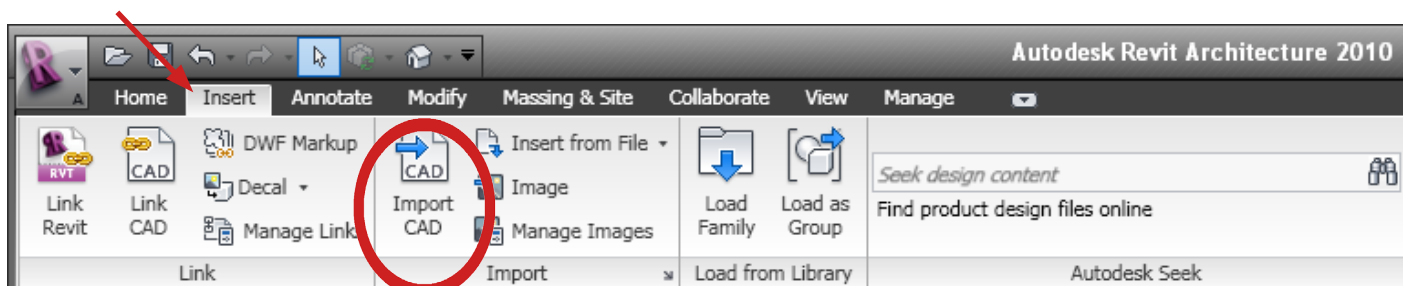 Autodesk Revit Architecture 2010
A Home Insert Annotate Modify Massing & Site Collaborate View Manage
RVT
Link
Revit
CAD
Link
CAD
DWF Markup
Decal
Manage Link
CAD
Import
CAD
Insert from File
Image
Manage Images
Load
Family
Load as
Group
Seek design content
Find product design files online
Link Import Load from Library Autodesk Seek